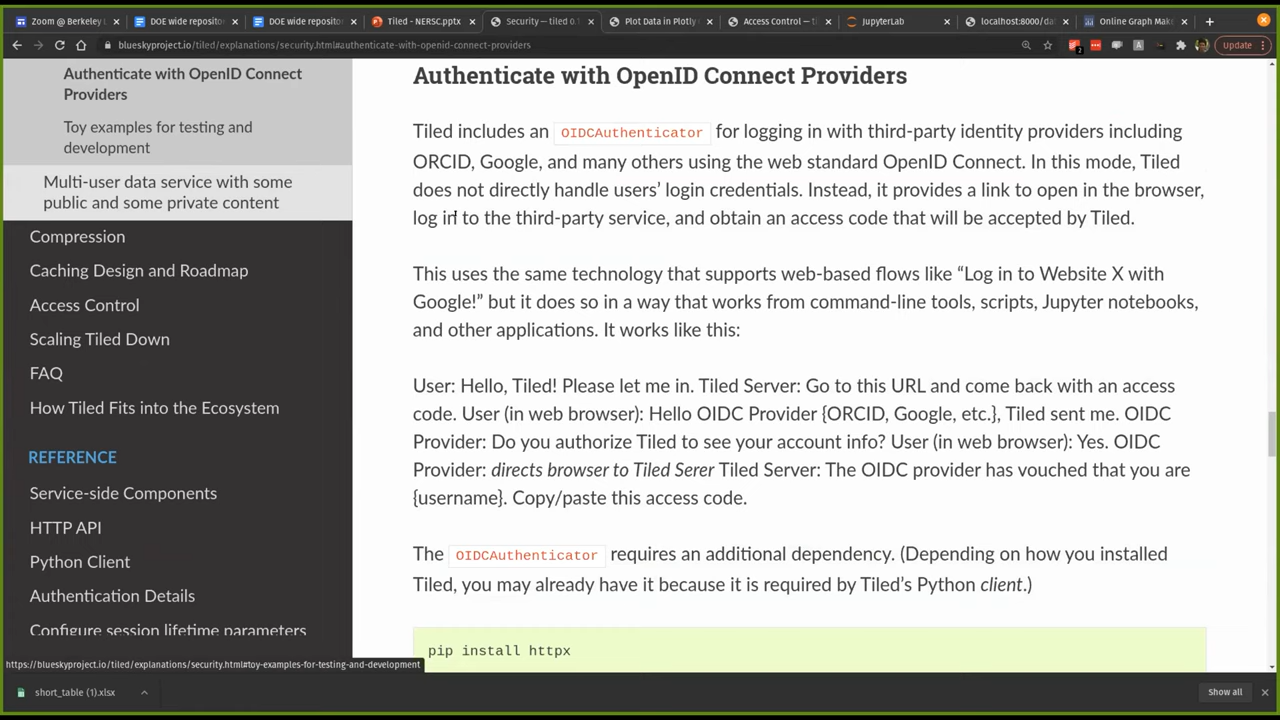 Zoom @ Berkeley L
DOE wide reposito
DOE wide reposito
Tiled - NERSC.pptx
Security — tiled 0.1
Plot Data in Plotly
Access Control — ti
JupyterLab
localhost:8000/da
Online Graph Make
blueskyproject.io/tiled/explanations/security.html#authenticate-with-openid-connect-providers
2
A
Update
Authenticate with OpenID Connect
Providers
Toy examples for testing and
development
Multi-user data service with some
public and some private content
Compression
Caching Design and Roadmap
Access Control
Scaling Tiled Down
FAQ
How Tiled Fits into the Ecosystem
REFERENCE
Service-side Components
HTTP API
Python Client
Authentication Details
Configure session lifetime parameters
Authenticate with OpenID Connect Providers
Tiled includes an OIDCAuthenticator for logging in with third-party identity providers including
ORCID, Google, and many others using the web standard OpenID Connect. In this mode, Tiled
does not directly handle users’ login credentials. Instead, it provides a link to open in the browser,
log in to the third-party service, and obtain an access code that will be accepted by Tiled.
This uses the same technology that supports web-based flows like “Log in to Website X with
Google!” but it does so in a way that works from command-line tools, scripts, Jupyter notebooks,
and other applications. It works like this:
User: Hello, Tiled! Please let me in. Tiled Server: Go to this URL and come back with an access
code. User (in web browser): Hello OIDC Provider {ORCID, Google, etc.}, Tiled sent me. OIDC
Provider: Do you authorize Tiled to see your account info? User (in web browser): Yes. OIDC
Provider: directs browser to Tiled Serer Tiled Server: The OIDC provider has vouched that you are
{username}. Copy/paste this access code.
The OIDCAuthenticator requires an additional dependency. (Depending on how you installed
Tiled, you may already have it because it is required by Tiled’s Python client.)
pip install httpx
https://blueskyproject.io/tiled/explanations/security.html#toy-examples-for-testing-and-development
short_table (1).xlsx
Show all